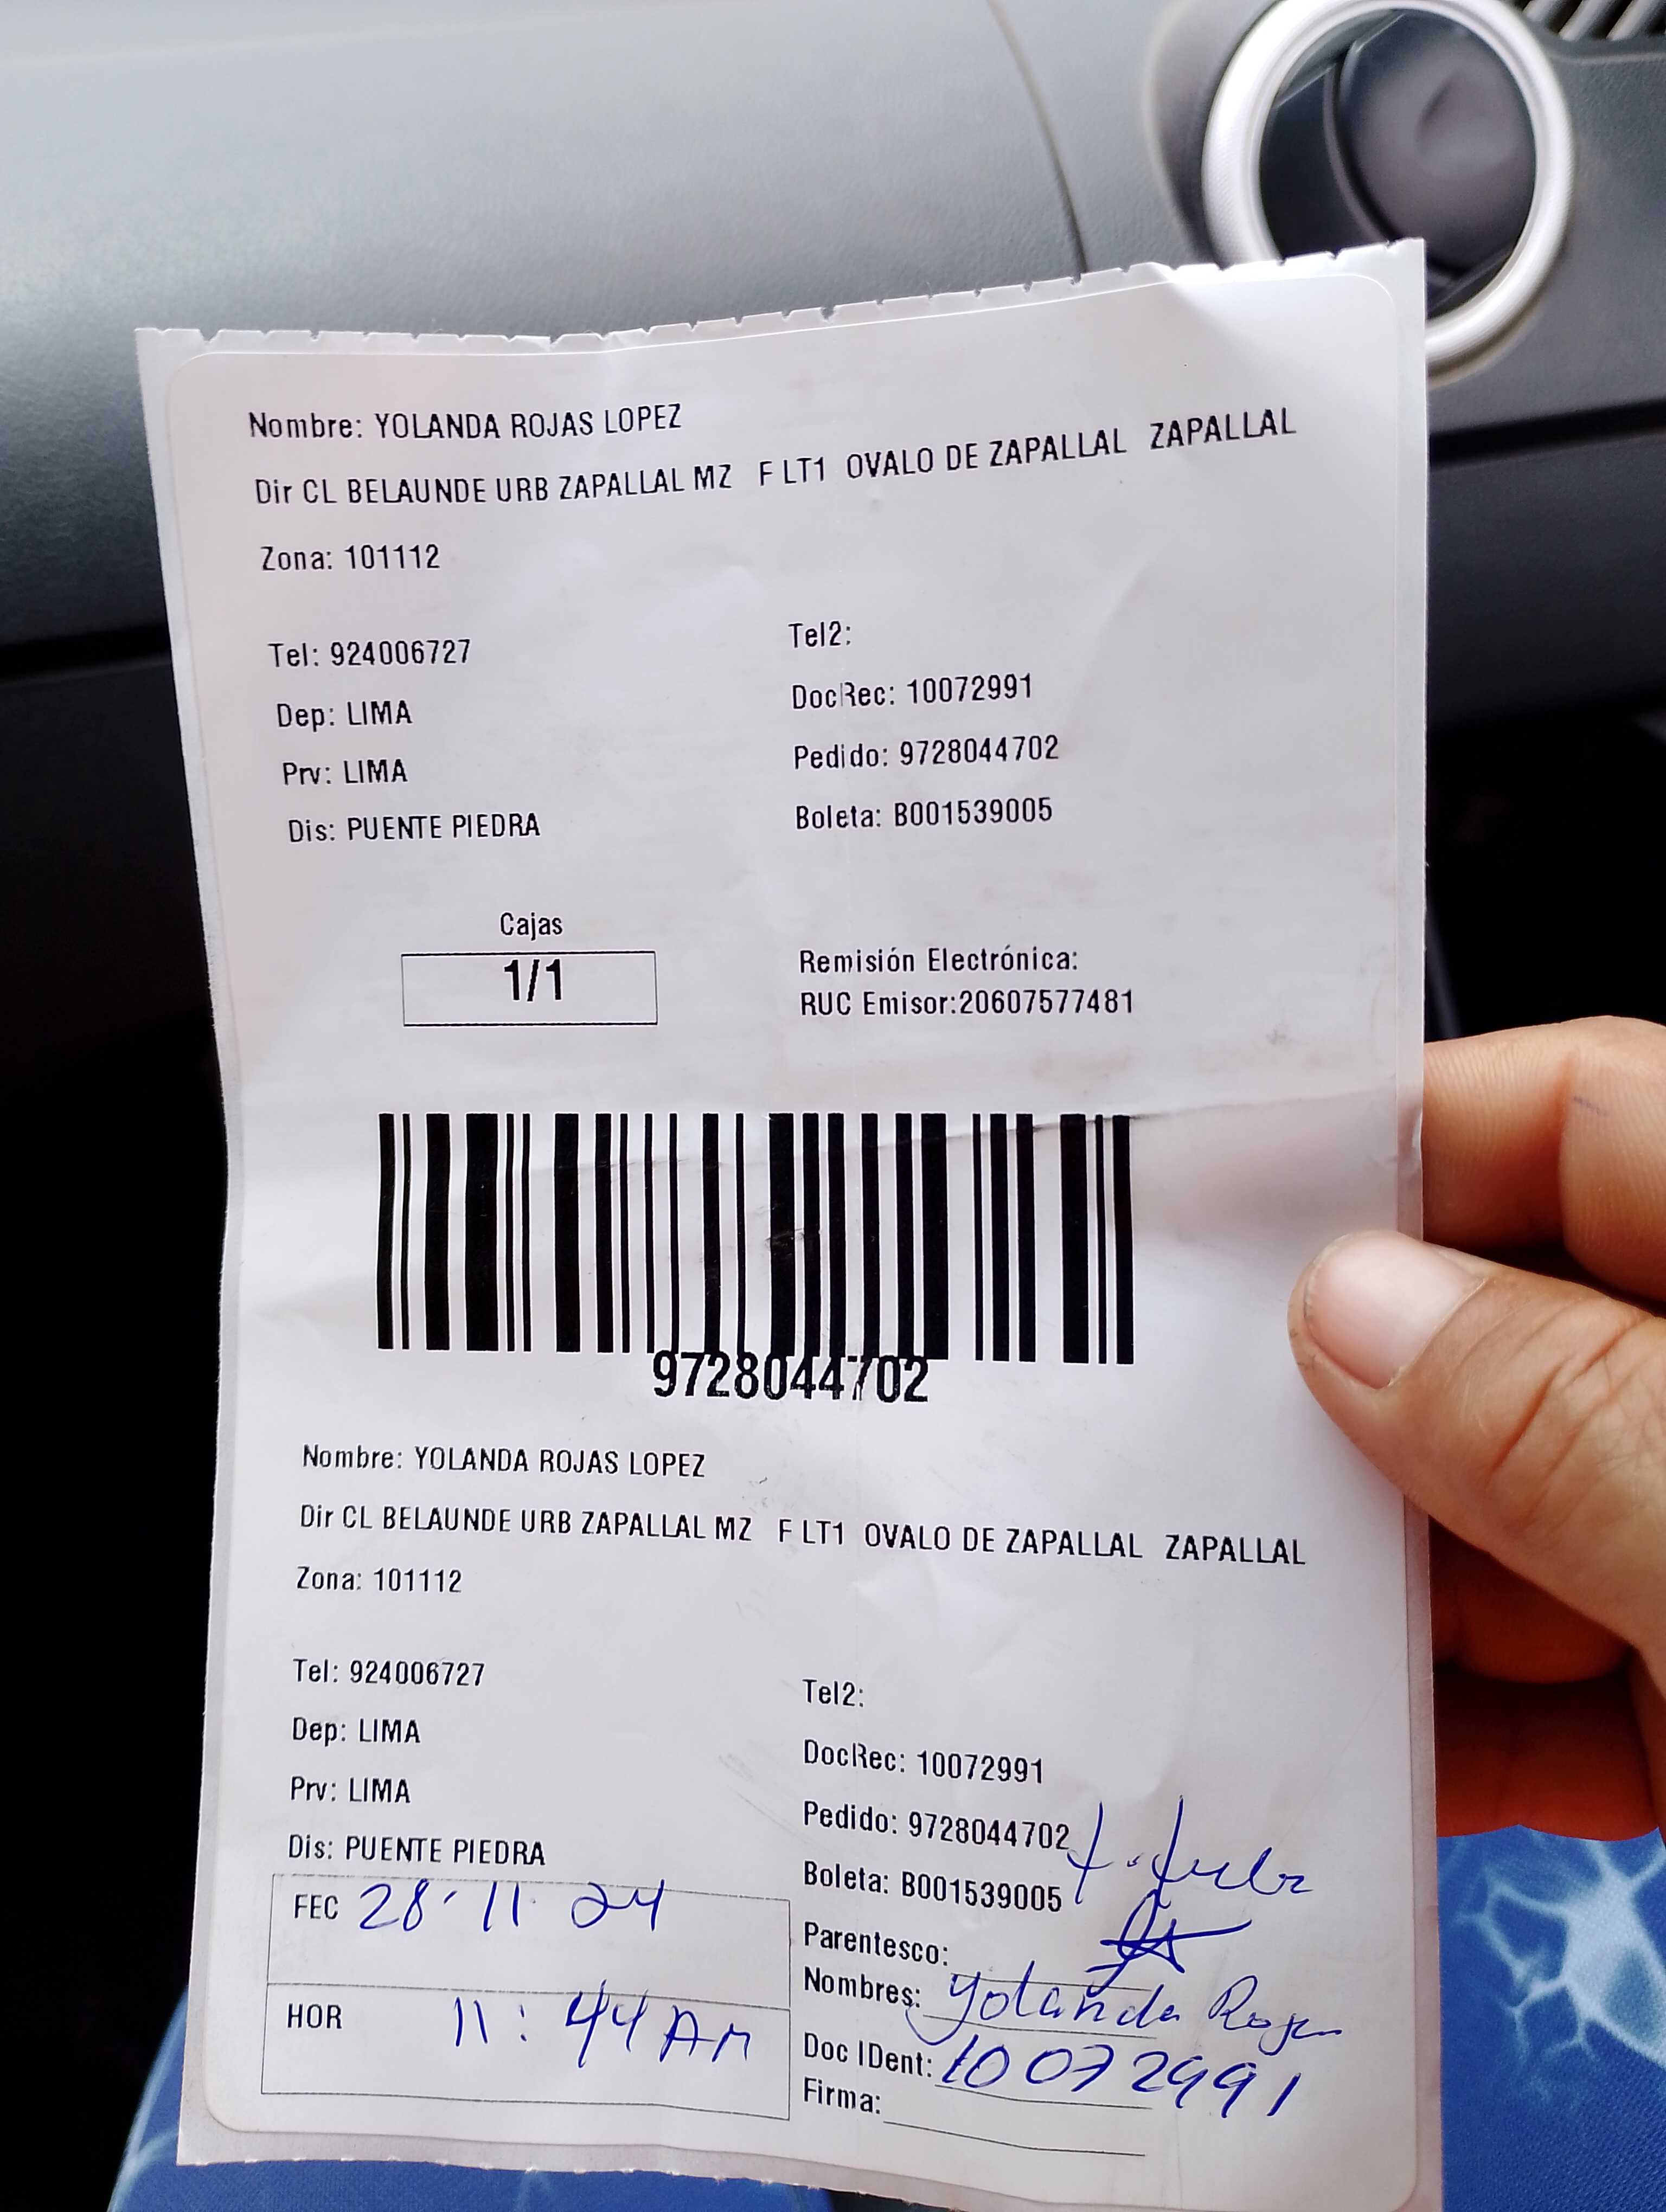 Nombre: YOLANDA ROJAS LOPEZ
Dir CL BELAUNDE URB ZAPALLAL MZ F LT1 OVALO DE ZAPALLAL ZAPALLAL
Zona: 101112
Tel: 924006727
Tel2:
Dep: LIMA
DocRec: 10072991
Prv: LIMA
Pedido: 9728044702
Dis: PUENTE PIEDRA
Boleta: B001539005
Cajas
1/1
Remisión Electrónica:
RUC Emisor:20607577481
9728044702
Nombre: YOLANDA ROJAS LOPEZ
Dir CL BELAUNDE URB ZAPALLAL MZ F LT1 OVALO DE ZAPALLAL ZAPALLAL
Zona: 101112
Tel: 924006727
Tel2:
Dep: LIMA
DocRec: 10072991
Prv: LIMA
Pedido: 9728044702
Dis: PUENTE PIEDRA
Boleta: B001539005
FEC 28·11·24
Parentesco:
Nombres: Yolanda Rojas
HOR 11:44 AM
Doc IDent: 10072991
Firma: